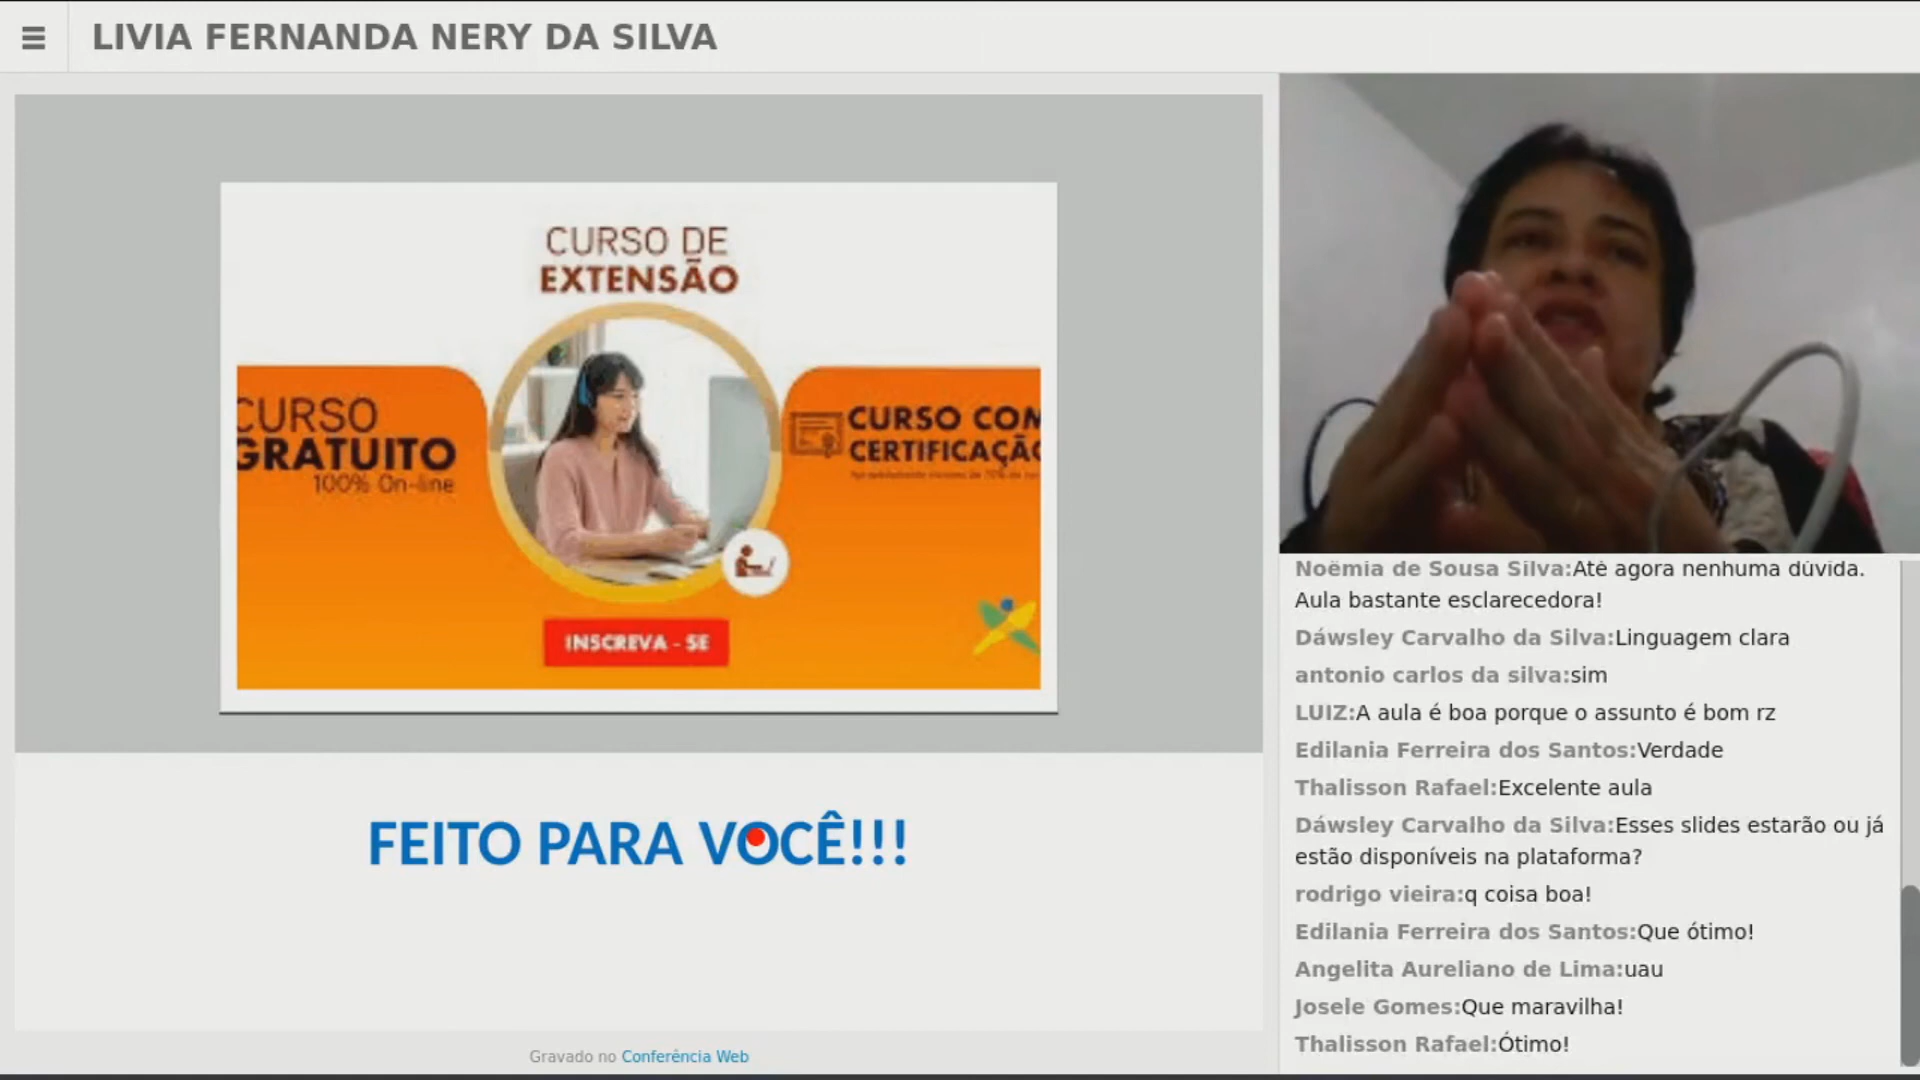 LIVIA FERNANDA NERY DA SILVA
CURSO DE
EXTENSÃO
CURSO
GRATUITO
100% On-line
CURSO COM
CERTIFICAÇÃO
INSCREVA - SE
FEITO PARA VOCÊ!!!
Gravado no Conferência Web
Noêmia de Sousa Silva:Até agora nenhuma dúvida.
Aula bastante esclarecedora!
Dáwsley Carvalho da Silva:Linguagem clara
antonio carlos da silva:sim
LUIZ:A aula é boa porque o assunto é bom rz
Edilania Ferreira dos Santos:Verdade
Thalisson Rafael:Excelente aula
Dáwsley Carvalho da Silva:Esses slides estarão ou já
estão disponíveis na plataforma?
rodrigo vieira:q coisa boa!
Edilania Ferreira dos Santos:Que ótimo!
Angelita Aureliano de Lima:uau
Josele Gomes:Que maravilha!
Thalisson Rafael:Ótimo!